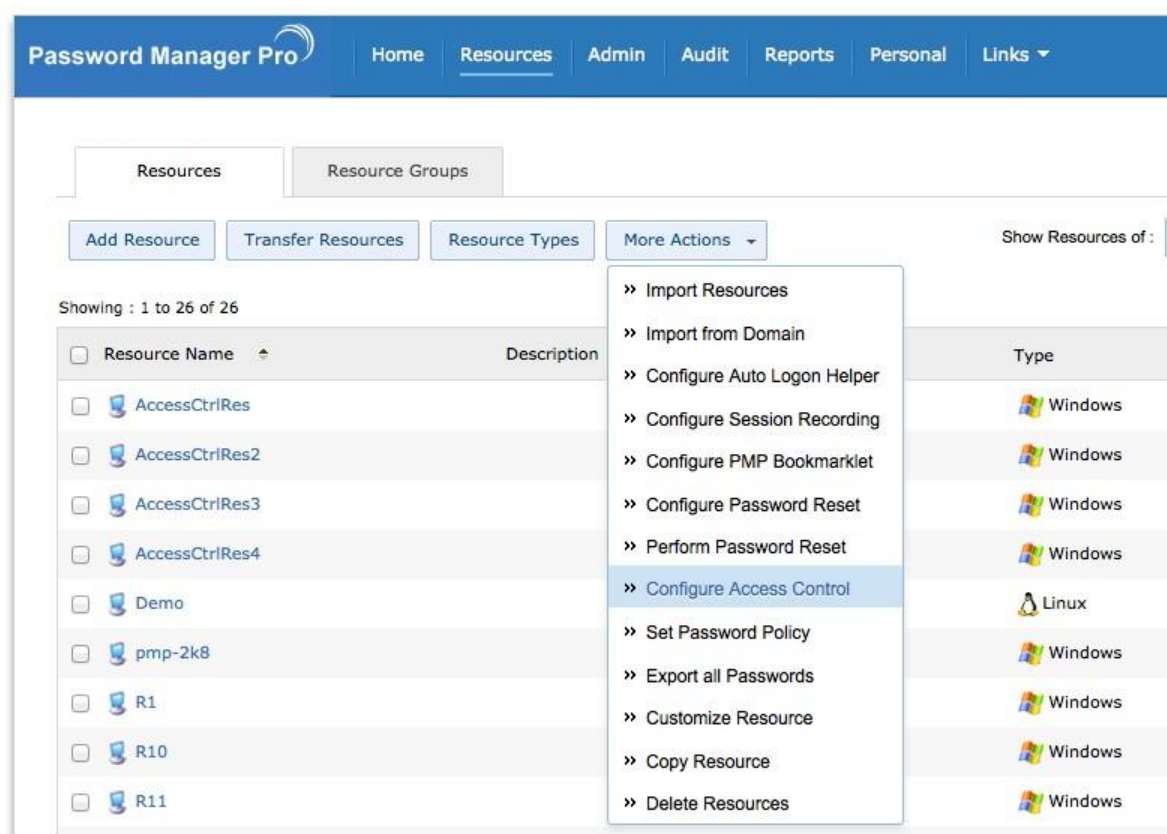 Password Manager Pro Home Resources Admin Audit Reports Personal Links
Resources Resource Groups
Add Resource Transfer Resources Resource Types More Actions Show Resources of :
» Import Resources
Showing : 1 to 26 of 26
» Import from Domain
Resource Name Description Type
» Configure Auto Logon Helper
AccessCtrlRes Windows
» Configure Session Recording
AccessCtrlRes2 Windows
» Configure PMP Bookmarklet
AccessCtrlRes3 Windows
» Configure Password Reset
» Perform Password Reset
AccessCtrlRes4 Windows
» Configure Access Control
Demo Linux
» Set Password Policy
pmp-2k8 Windows
» Export all Passwords
R1 Windows
» Customize Resource
R10 Windows
» Copy Resource
R11 Windows
» Delete Resources